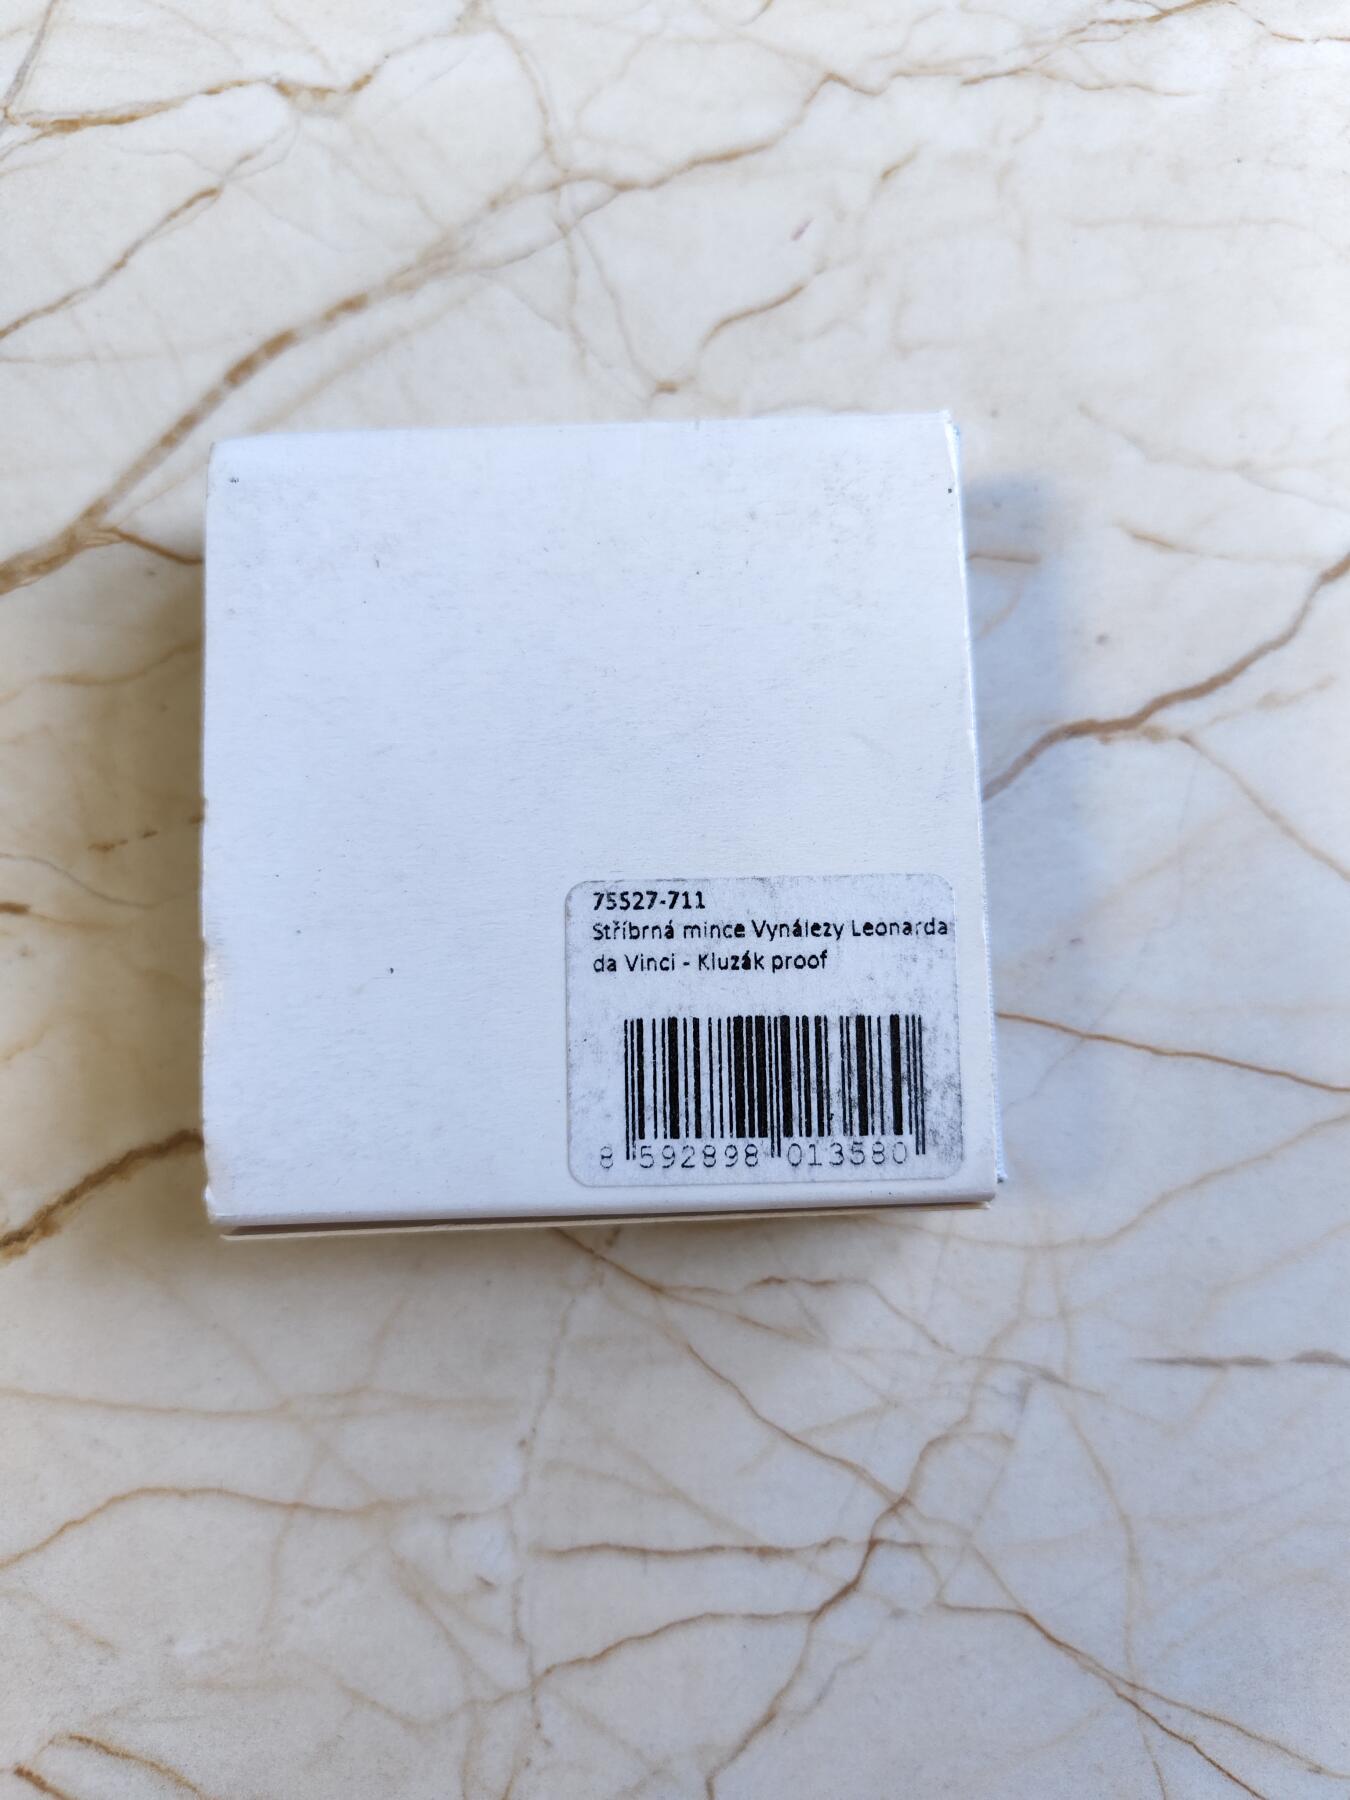 75527-711
Stříbrná mince Vynálezy Leonarda
da Vinci - Kluzák proof
8 592898 013580